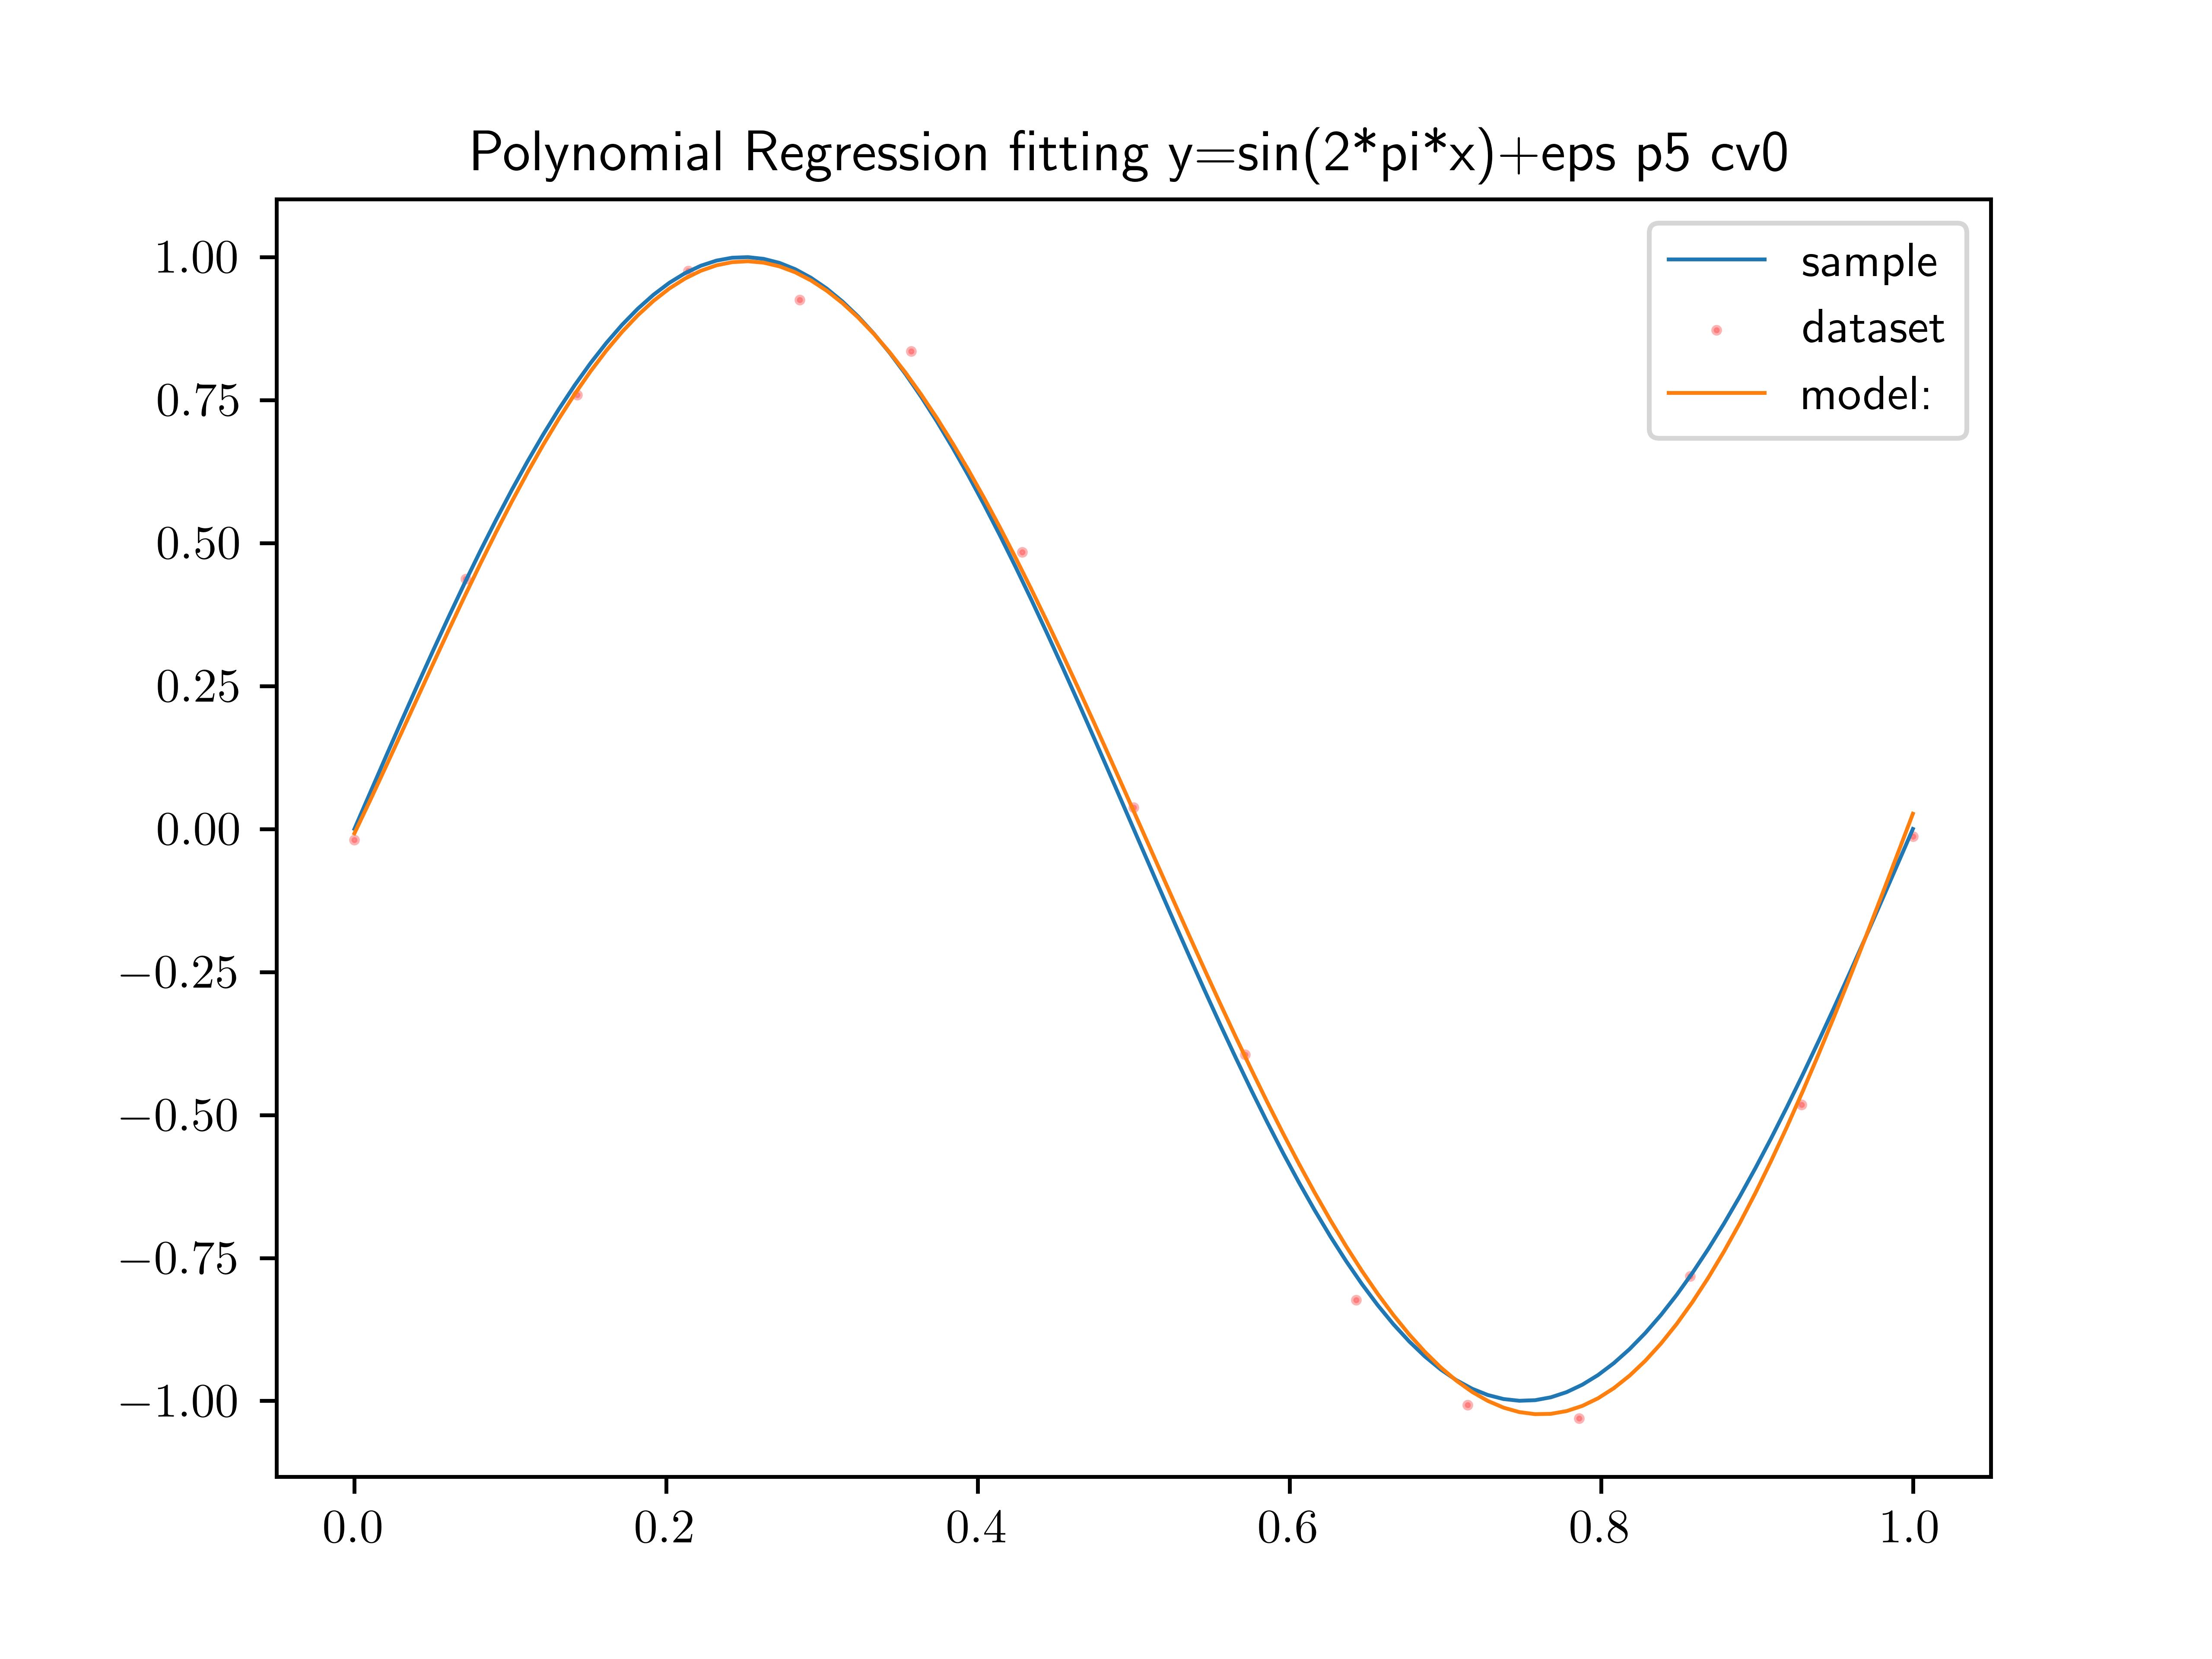 Polynomial Regression fitting y=sin(2*pi*x)+eps p5 cv0
sample
dataset
model:
1.00
0.75
0.50
0.25
0.00
−0.25
−0.50
−0.75
−1.00
0.0 0.2 0.4 0.6 0.8 1.0